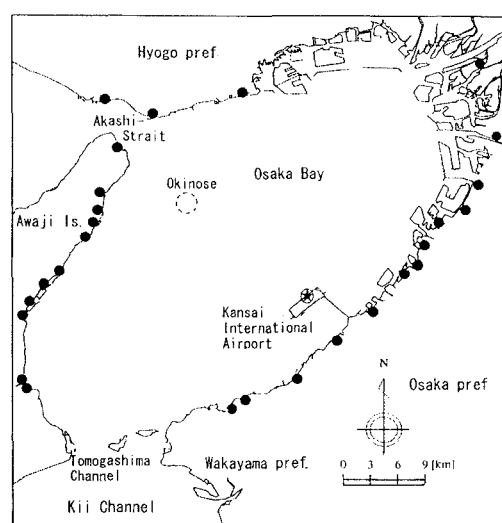 Hyogo pref.
Akashi
Strait
Okinose
Osaka Bay
Awaji Is.
Kansai
International
Airport
N
Osaka pref
Tomogashima
Channel
Wakayama pref.
0 3 6 9 [km]
Kii Channel